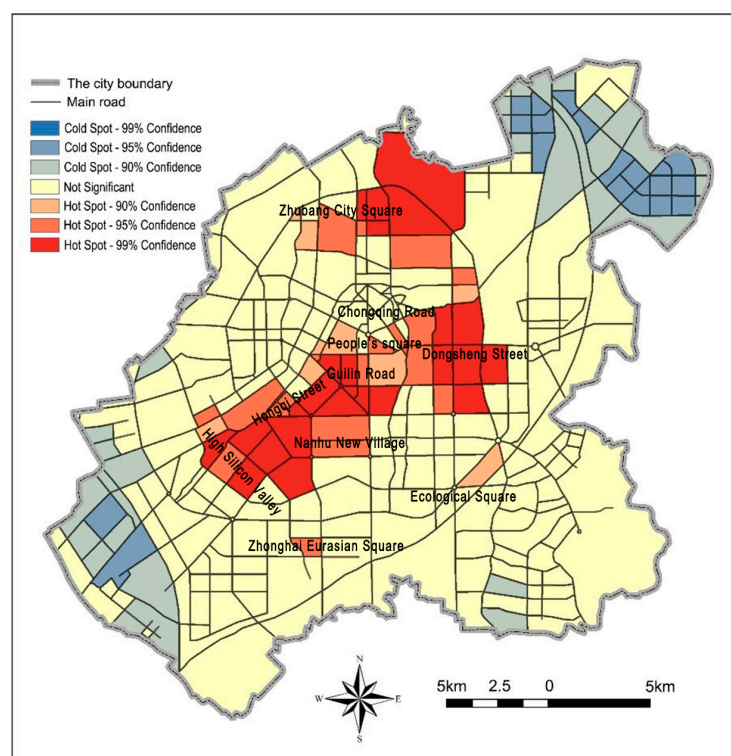 The city boundary
Main road
Cold Spot - 99% Confidence
Cold Spot - 95% Confidence
Cold Spot - 90% Confidence
Not Significant
Hot Spot - 90% Confidence
Hot Spot - 95% Confidence
Hot Spot - 99% Confidence
Zhubang City Square
Chongqing Road
People's square
Dongsheng Street
Guilin Road
Hongqi Street
Nanhu New Village
High Silicon Valley
Ecological Square
Zhonghai Eurasian Square
N
W E
S
5km 2.5 0 5km